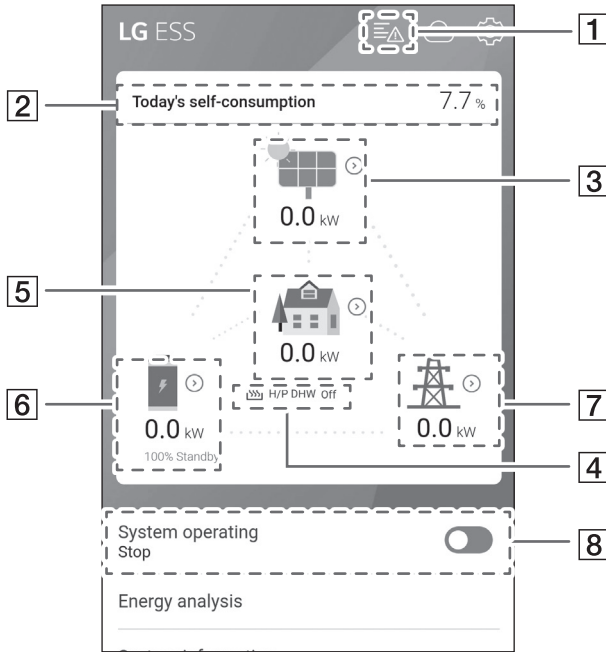 LG ESS
1
2
Today's self-consumption 7.7 %
3
0.0 kW
5
0.0 kW
6
H/P DHW Off
7
0.0 kW
0.0 kW
100% Standby
4
System operating
Stop
8
Energy analysis